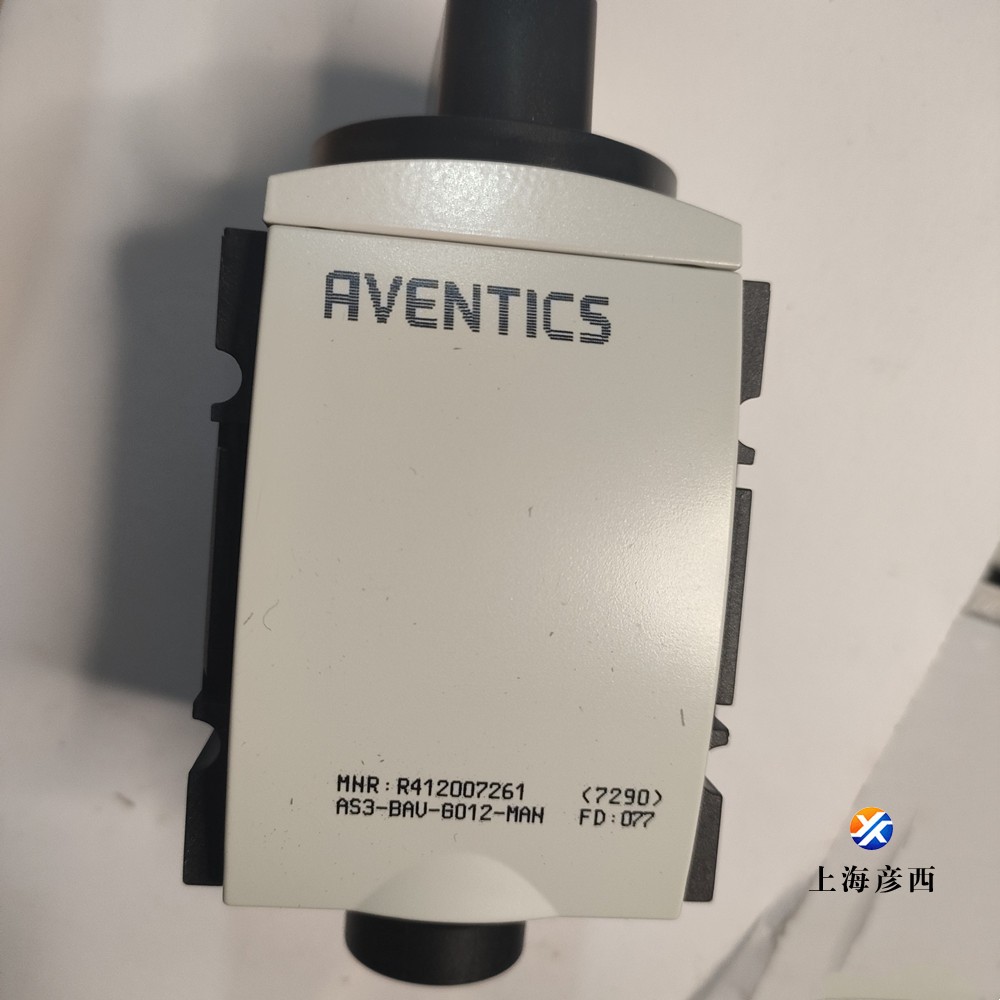 AVENTICS
MNR:R412007261 <7290>
AS3-BAV-G012-MAN FD:077
上海彦西